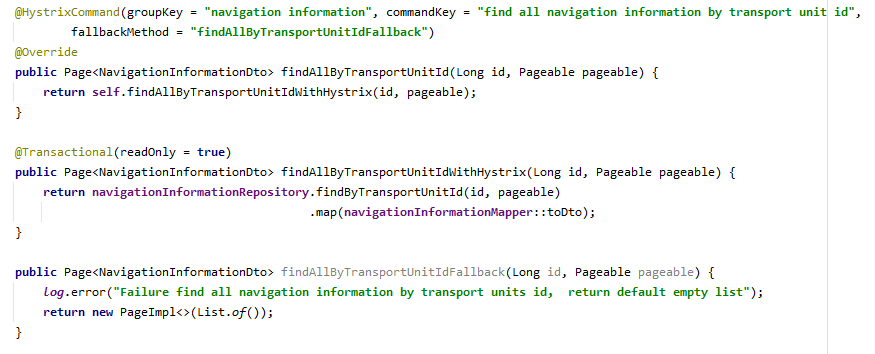 @HystrixCommand(groupKey = "navigation information", commandKey = "find all navigation information by transport unit id",
fallbackMethod = "findAllByTransportUnitIdFallback")
@Override
public Page<NavigationInformationDto> findAllByTransportUnitId(Long id, Pageable pageable) {
return self.findAllByTransportUnitIdWithHystrix(id, pageable);
}
@Transactional(readOnly = true)
public Page<NavigationInformationDto> findAllByTransportUnitIdWithHystrix(Long id, Pageable pageable) {
return navigationInformationRepository.findByTransportUnitId(id, pageable)
.map(navigationInformationMapper::toDto);
}
public Page<NavigationInformationDto> findAllByTransportUnitIdFallback(Long id, Pageable pageable) {
log.error("Failure find all navigation information by transport units id,  return default empty list");
return new PageImpl<>(List.of());
}